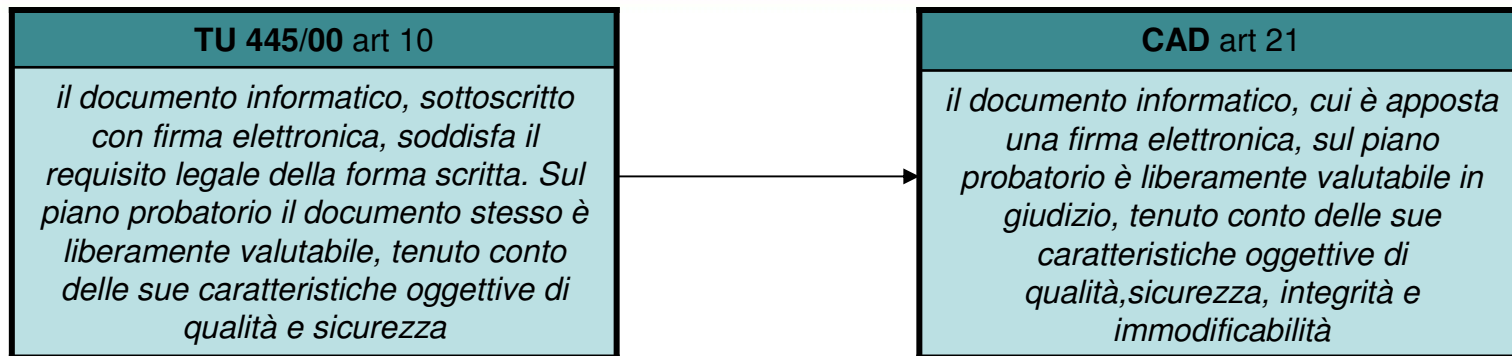 TU 445/00 art 10
il documento informatico, sottoscritto
con firma elettronica, soddisfa il
requisito legale della forma scritta. Sul
piano probatorio il documento stesso è
liberamente valutabile, tenuto conto
delle sue caratteristiche oggettive di
qualità e sicurezza
CAD art 21
il documento informatico, cui è apposta
una firma elettronica, sul piano
probatorio è liberamente valutabile in
giudizio, tenuto conto delle sue
caratteristiche oggettive di
qualità,sicurezza, integrità e
immodificabilità